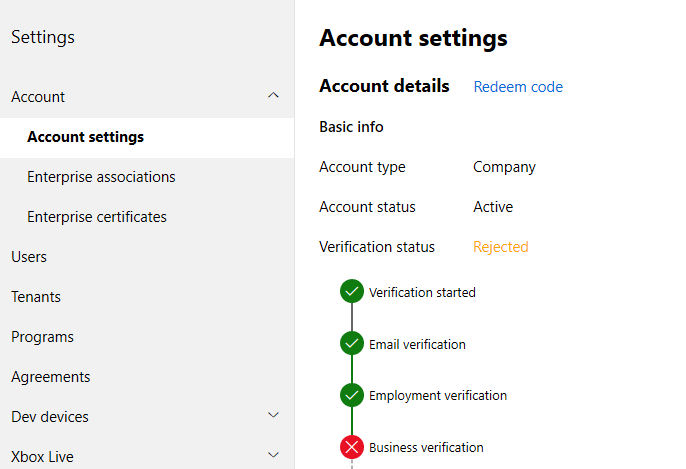 Settings
Account
Account settings
Enterprise associations
Enterprise certificates
Users
Tenants
Programs
Agreements
Dev devices
Xbox Live
Account settings
Account details Redeem code
Basic info
Account type Company
Account status Active
Verification status Rejected
Verification started
Email verification
Employment verification
Business verification